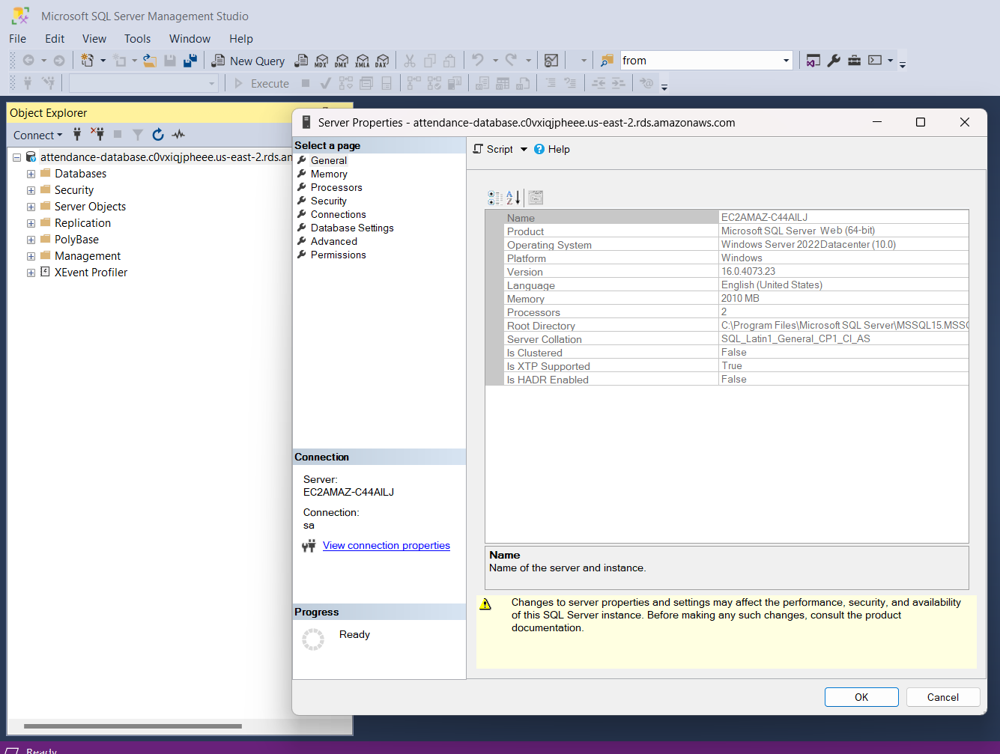 Microsoft SQL Server Management Studio
File Edit View Tools Window Help
New Query MDX DMX XMLA DAX from
Execute
Object Explorer
Connect
attendance-database.c0vxiqjpheee.us-east-2.rds.an
Databases
Security
Server Objects
Replication
PolyBase
Management
XEvent Profiler
Server Properties - attendance-database.c0vxiqjpheee.us-east-2.rds.amazonaws.com
Select a page
General
Memory
Processors
Security
Connections
Database Settings
Advanced
Permissions
Script Help
Name EC2AMAZ-C44AILJ
Product Microsoft SQL Server Web (64-bit)
Operating System Windows Server 2022 Datacenter (10.0)
Platform Windows
Version 16.0.4073.23
Language English (United States)
Memory 2010 MB
Processors 2
Root Directory C:\Program Files\Microsoft SQL Server\MSSQL15.MSSQ
Server Collation SQL_Latin1_General_CP1_CI_AS
Is Clustered False
Is XTP Supported True
Is HADR Enabled False
Connection
Server:
EC2AMAZ-C44AILJ
Connection:
sa
View connection properties
Name
Name of the server and instance.
Progress
Ready
Changes to server properties and settings may affect the performance, security, and availability
of this SQL Server instance. Before making any such changes, consult the product
documentation.
OK Cancel
Ready